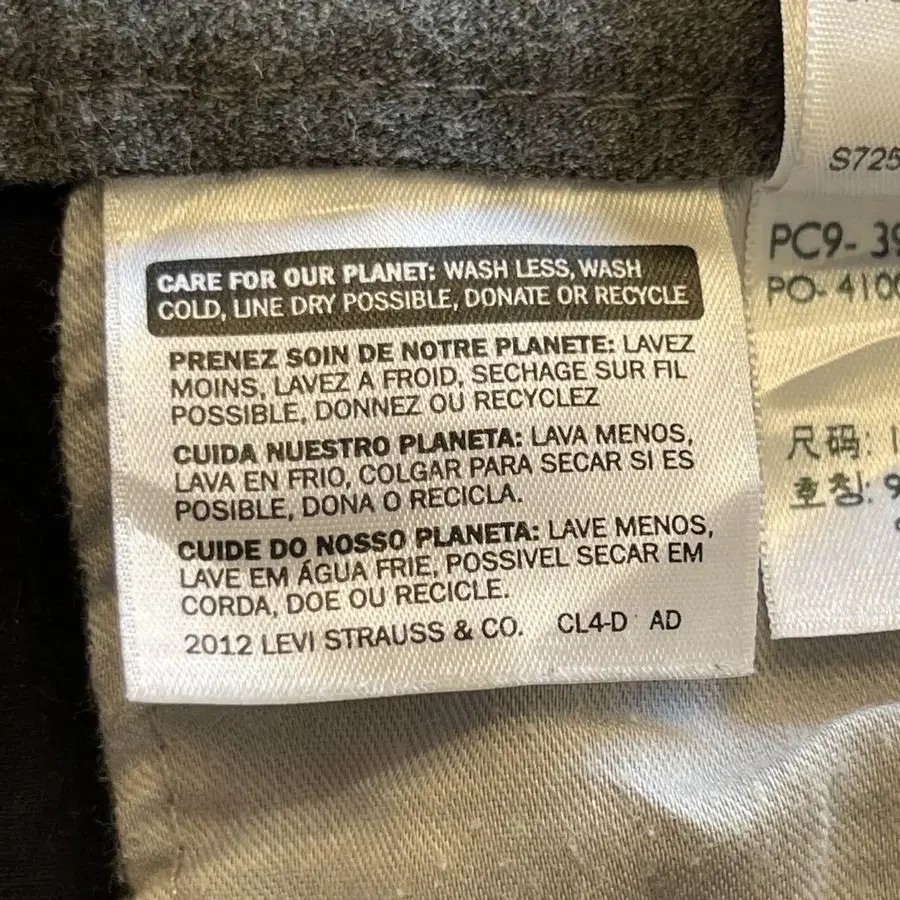 CARE FOR OUR PLANET: WASH LESS, WASH
COLD, LINE DRY POSSIBLE, DONATE OR RECYCLE
PRENEZ SOIN DE NOTRE PLANETE: LAVEZ
MOINS, LAVEZ A FROID, SECHAGE SUR FIL
POSSIBLE, DONNEZ OU RECYCLEZ
CUIDA NUESTRO PLANETA: LAVA MENOS,
LAVA EN FRIO, COLGAR PARA SECAR SI ES
POSIBLE, DONA O RECICLA.
CUIDE DO NOSSO PLANETA: LAVE MENOS,
LAVE EM ÁGUA FRIE, POSSIVEL SECAR EM
CORDA, DOE OU RECICLE.
2012 LEVI STRAUSS & CO. CL4-D AD
S725
PC9- 39
PO- 4100
尺码:
호칭: 9